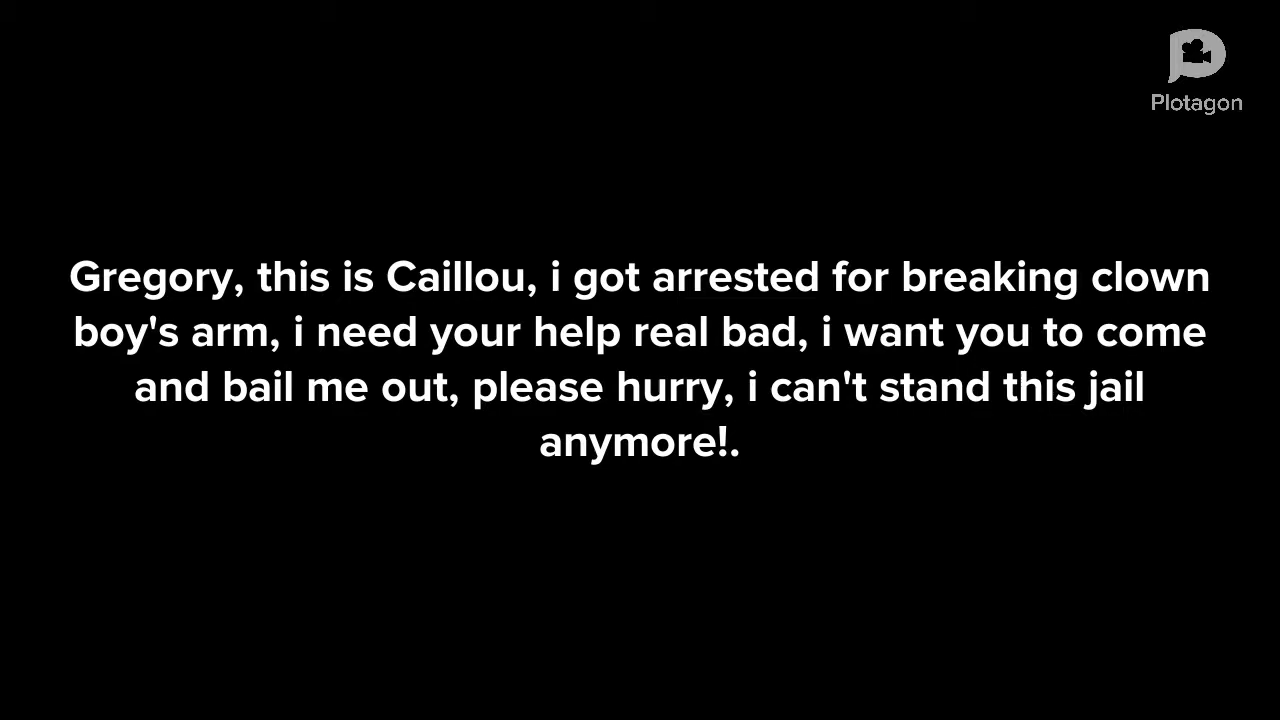 Plotagon
Gregory, this is Caillou, i got arrested for breaking clown
boy's arm, i need your help real bad, i want you to come
and bail me out, please hurry, i can't stand this jail
anymore!.